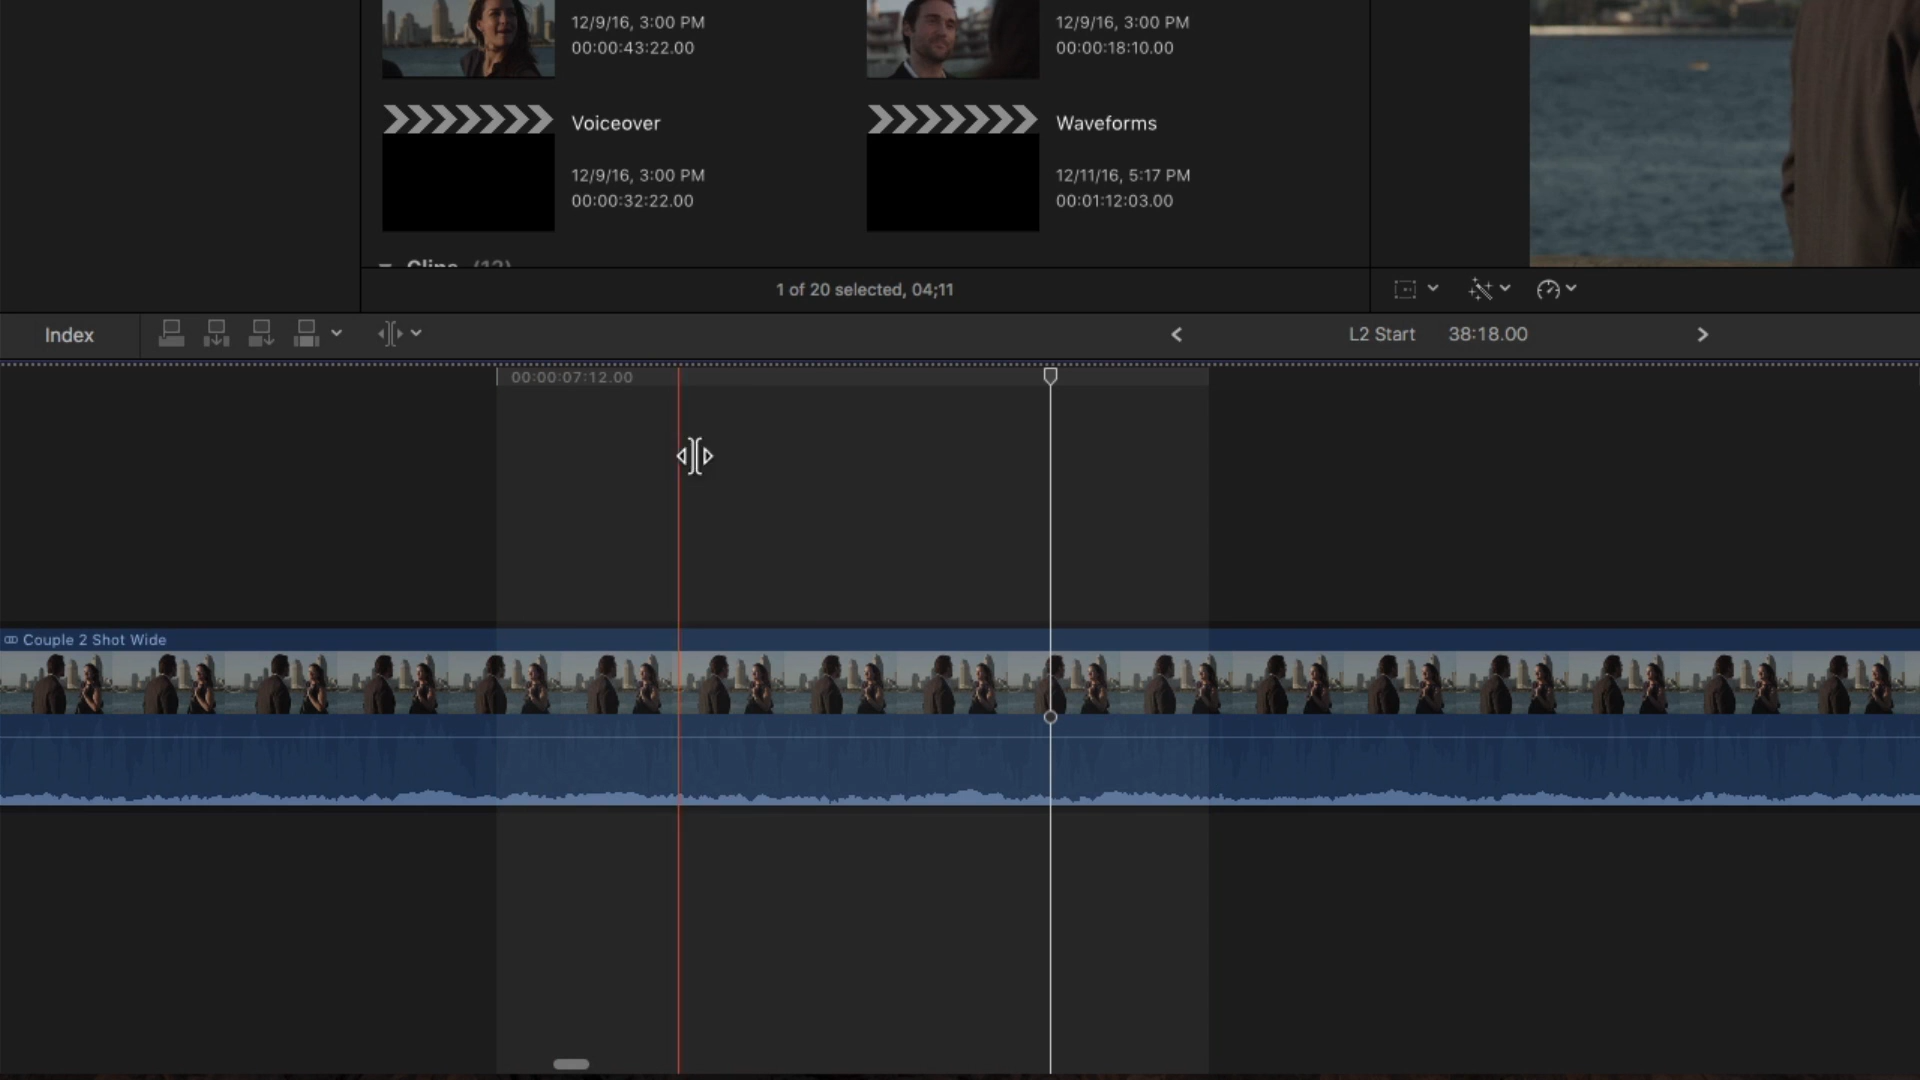 12/9/16, 3:00 PM
00:00:43:22.00
12/9/16, 3:00 PM
00:00:18:10.00
Voiceover
12/9/16, 3:00 PM
00:00:32:22.00
Waveforms
12/11/16, 5:17 PM
00:01:12:03.00
1 of 20 selected, 04;11
Index
L2 Start 38:18.00
00:00:07:12.00
Couple 2 Shot Wide